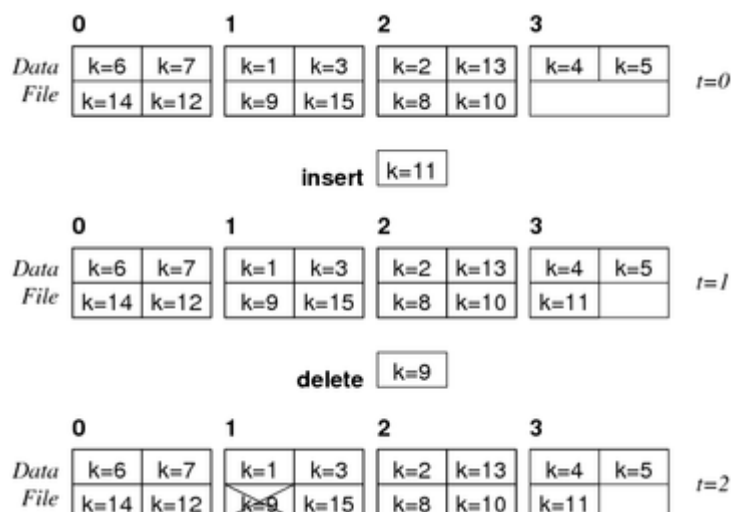 0 1 2 3
Data k=6 k=7 k=1 k=3 k=2 k=13 k=4 k=5
File k=14 k=12 k=9 k=15 k=8 k=10
t=0
insert k=11
0 1 2 3
Data k=6 k=7 k=1 k=3 k=2 k=13 k=4 k=5
File k=14 k=12 k=9 k=15 k=8 k=10 k=11
t=1
delete k=9
0 1 2 3
Data k=6 k=7 k=1 k=3 k=2 k=13 k=4 k=5
File k=14 k=12 k=9 k=15 k=8 k=10 k=11
t=2